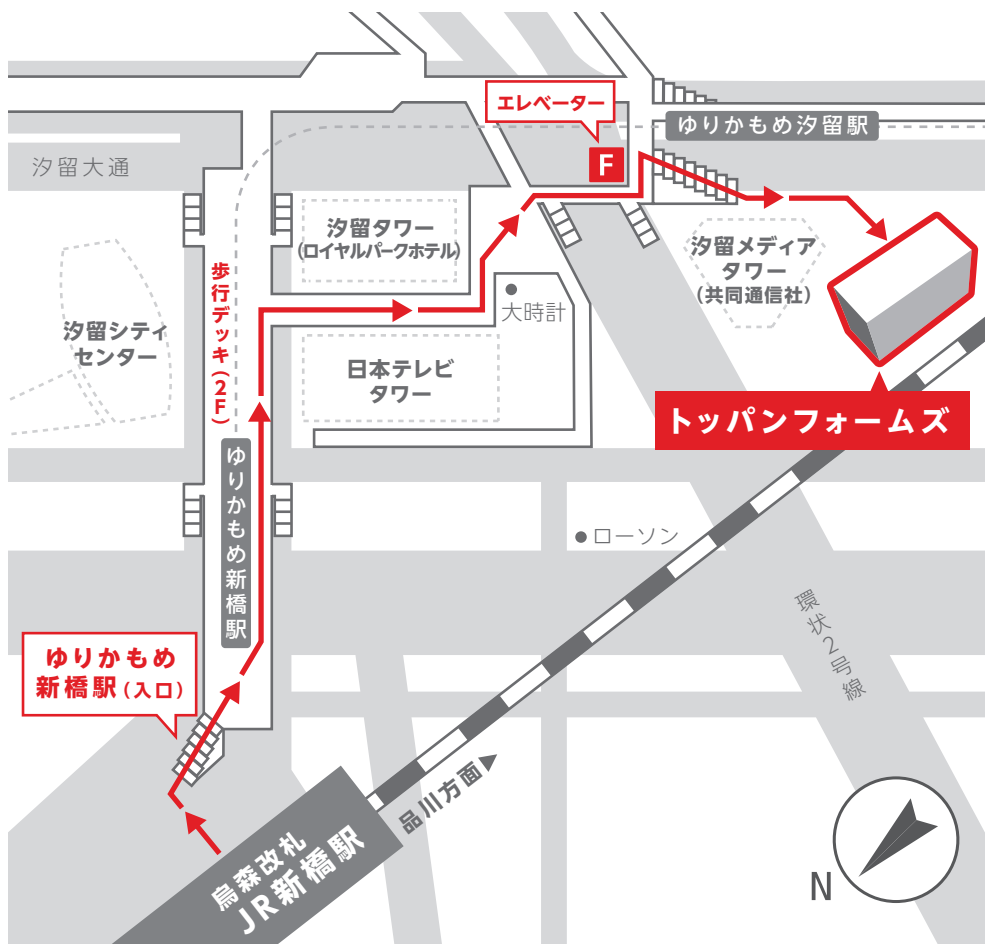 エレベーター
F
ゆりかもめ汐留駅
汐留大通
汐留タワー
(ロイヤルパークホテル)
汐留メディア
タワー
(共同通信社)
歩行デッキ(2F)
大時計
汐留シティ
センター
日本テレビ
タワー
トッパンフォームズ
ゆりかもめ新橋駅
ローソン
環状2号線
ゆりかもめ
新橋駅(入口)
品川方面
烏森改札
JR新橋駅
N